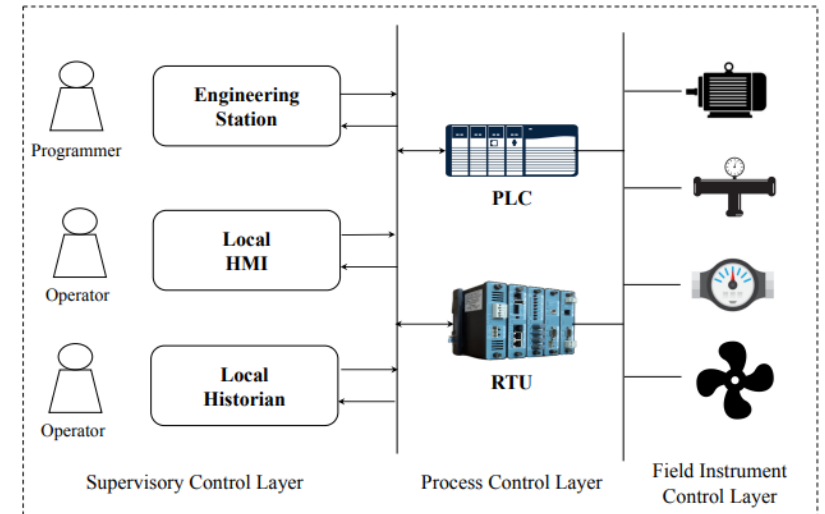 Engineering
Station
Programmer
PLC
Local
HMI
Operator
RTU
Local
Historian
Operator
Supervisory Control Layer
Process Control Layer
Field Instrument
Control Layer